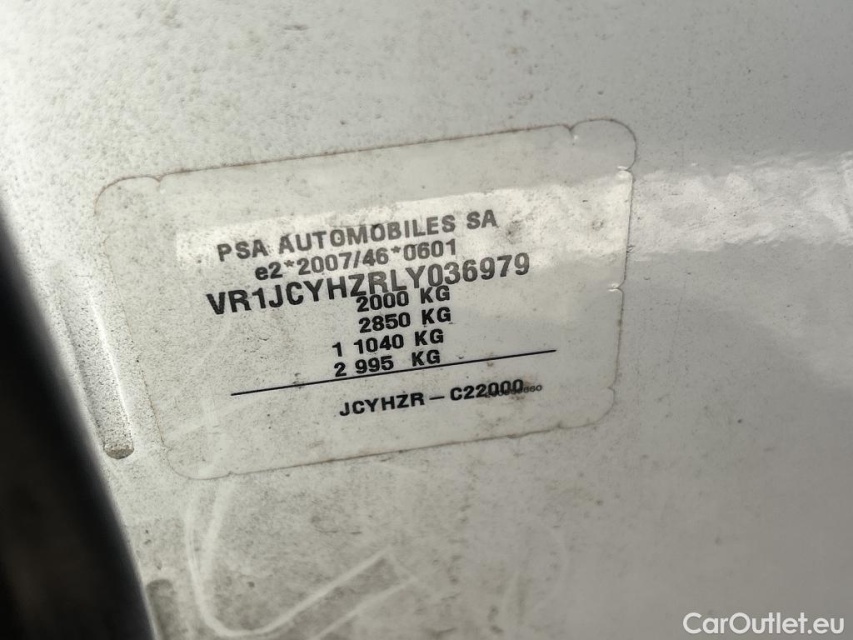 PSA AUTOMOBILES SA
e2*2007/46*0601
VR1JCYHZRLY036979
2000 KG
2850 KG
1 1040 KG
2 995 KG
JCYHZR – C22000
CarOutlet.eu